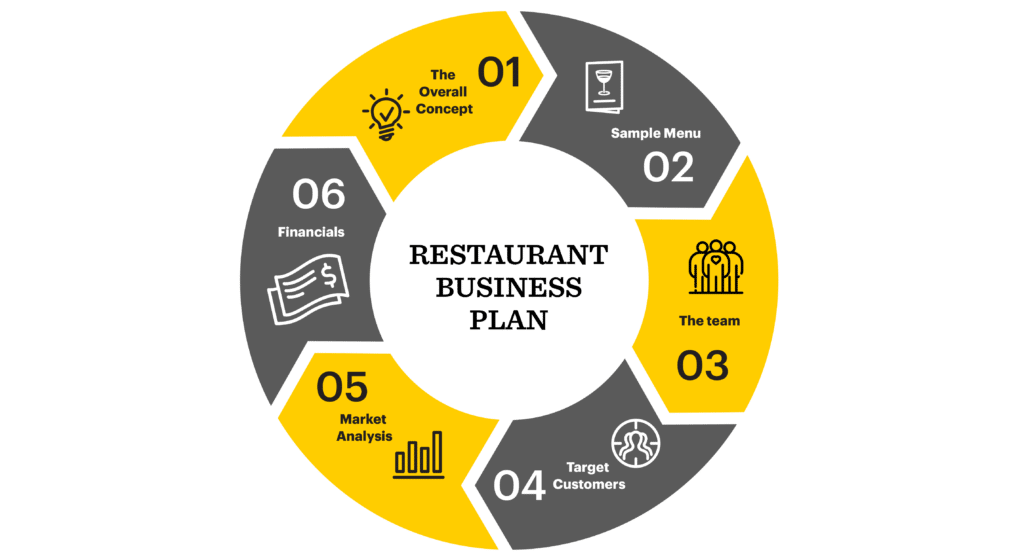 RESTAURANT
BUSINESS
PLAN
01
The
Overall
Concept
Sample Menu
02
The team
03
04
Target
Customers
05
Market
Analysis
06
Financials
$